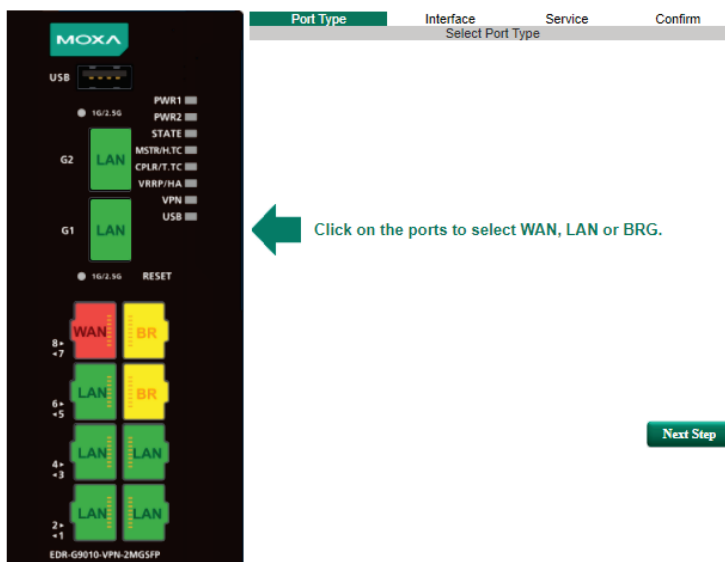 Port Type Interface Service Confirm
Select Port Type
MOXA
USB
1G/2.5G
PWR1
PWR2
STATE
MSTR/H.TC
CPLR/T.TC
VRRP/HA
VPN
USB
G2
LAN
G1
LAN
1G/2.5G RESET
Click on the ports to select WAN, LAN or BRG.
WAN BR
8▸
◂7
LAN BR
6▸
◂5
LAN LAN
4▸
◂3
LAN LAN
2▸
◂1
Next Step
EDR-G9010-VPN-2MGSFP